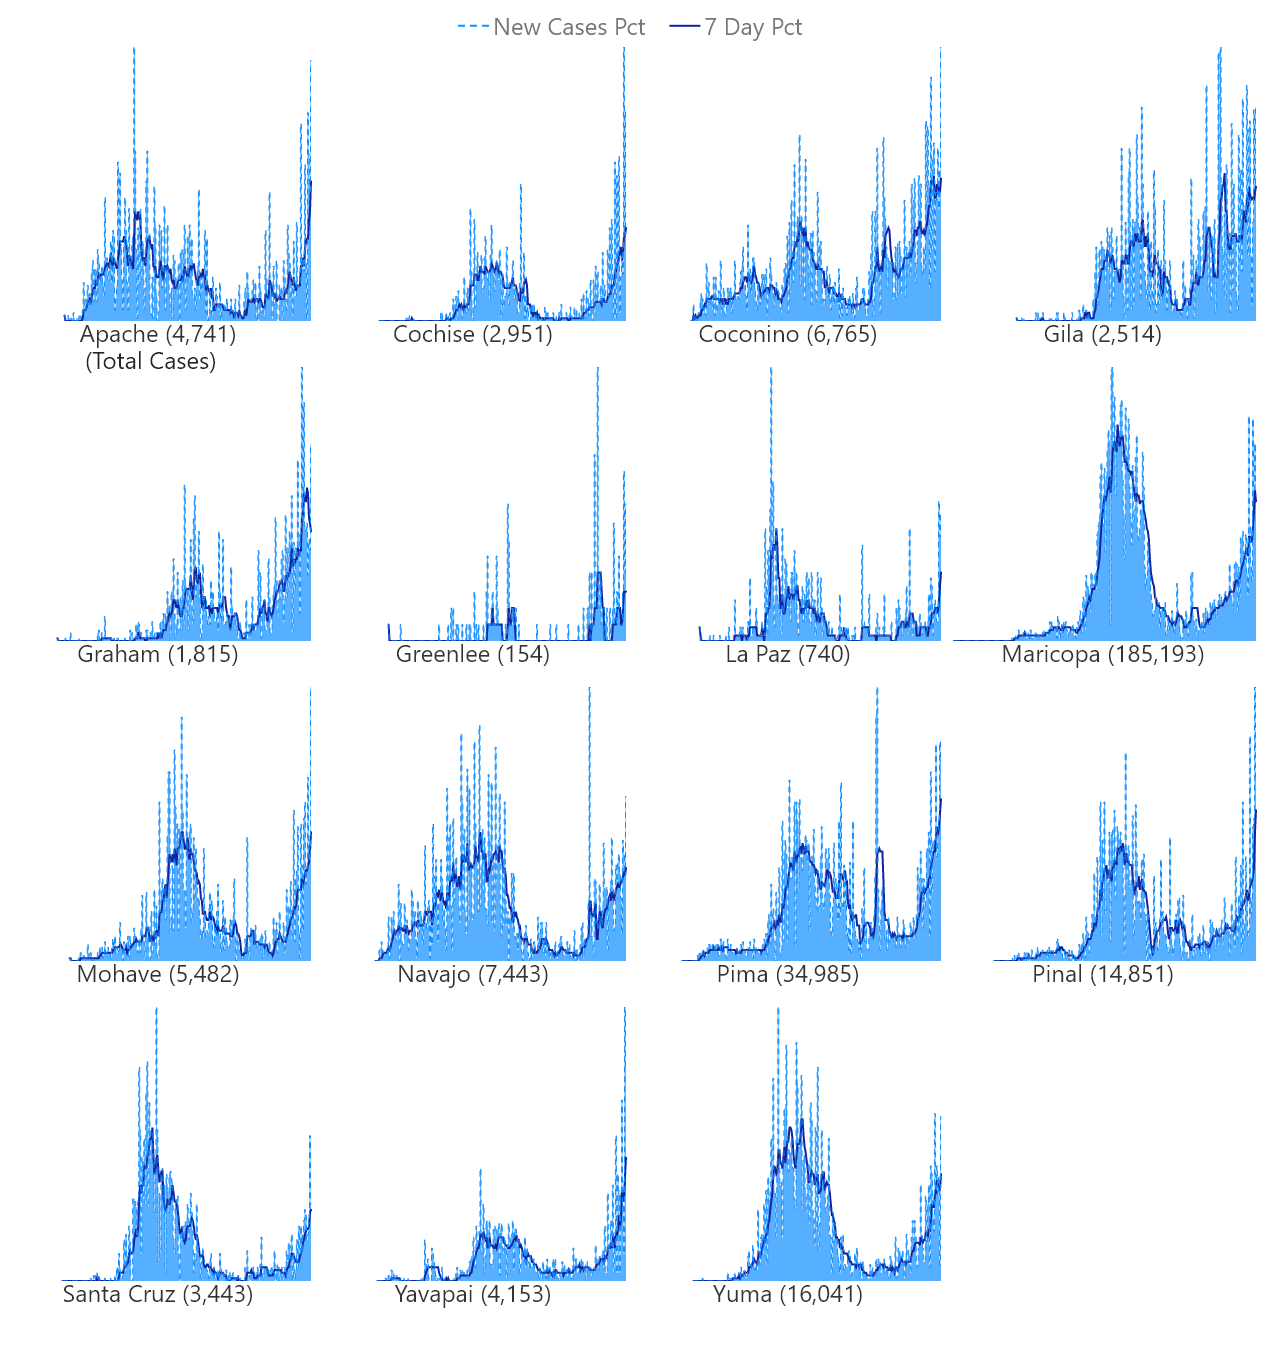 New Cases Pct 7 Day Pct
Apache (4,741) Cochise (2,951) Coconino (6,765) Gila (2,514)
(Total Cases)
Graham (1,815) Greenlee (154) La Paz (740) Maricopa (185,193)
Mohave (5,482) Navajo (7,443) Pima (34,985) Pinal (14,851)
Santa Cruz (3,443) Yavapai (4,153) Yuma (16,041)